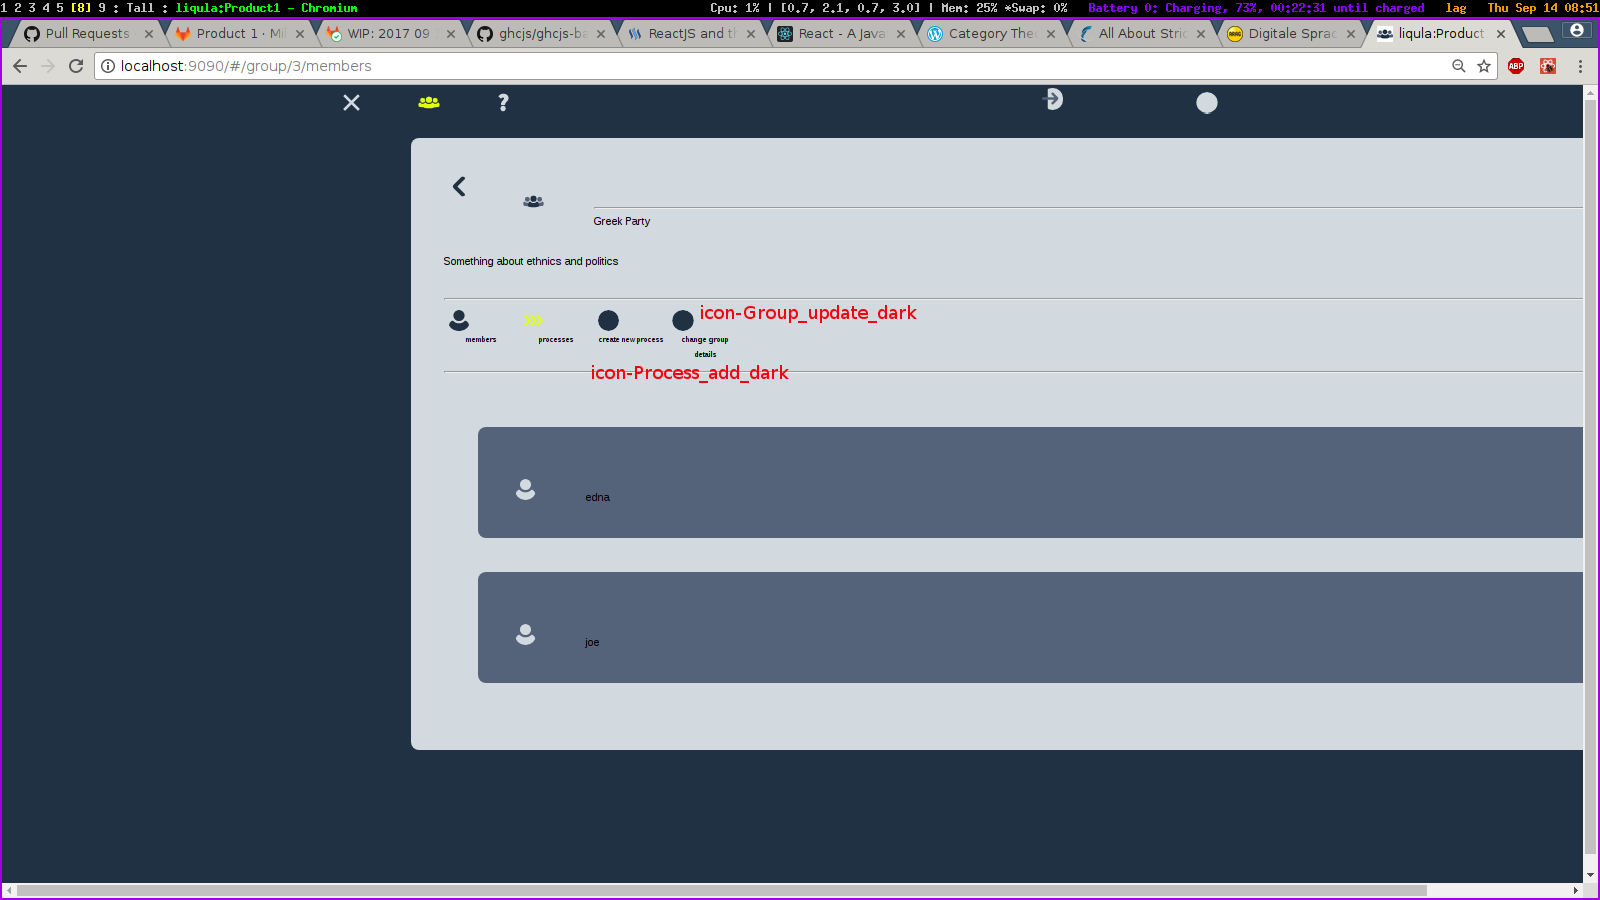 1 2 3 4 5 [8] 9 : Tall : liqula:Product1 - Chromium
Cpu: 1% | [0.7, 2.1, 0.7, 3.0] | Mem: 25% *Swap: 0% Battery 0: Charging, 73%, 00:22:31 until charged lag Thu Sep 14 08:51
Pull Requests
Product 1 · Mi
WIP: 2017 09
ghcjs/ghcjs-ba
ReactJS and th
React - A Java
Category The
All About Stric
Digitale Sprac
liqula:Product
localhost:9090/#/group/3/members
ABP
?
Greek Party
Something about ethnics and politics
icon-Group_update_dark
members
processes
create new process
change group
details
icon-Process_add_dark
edna
joe